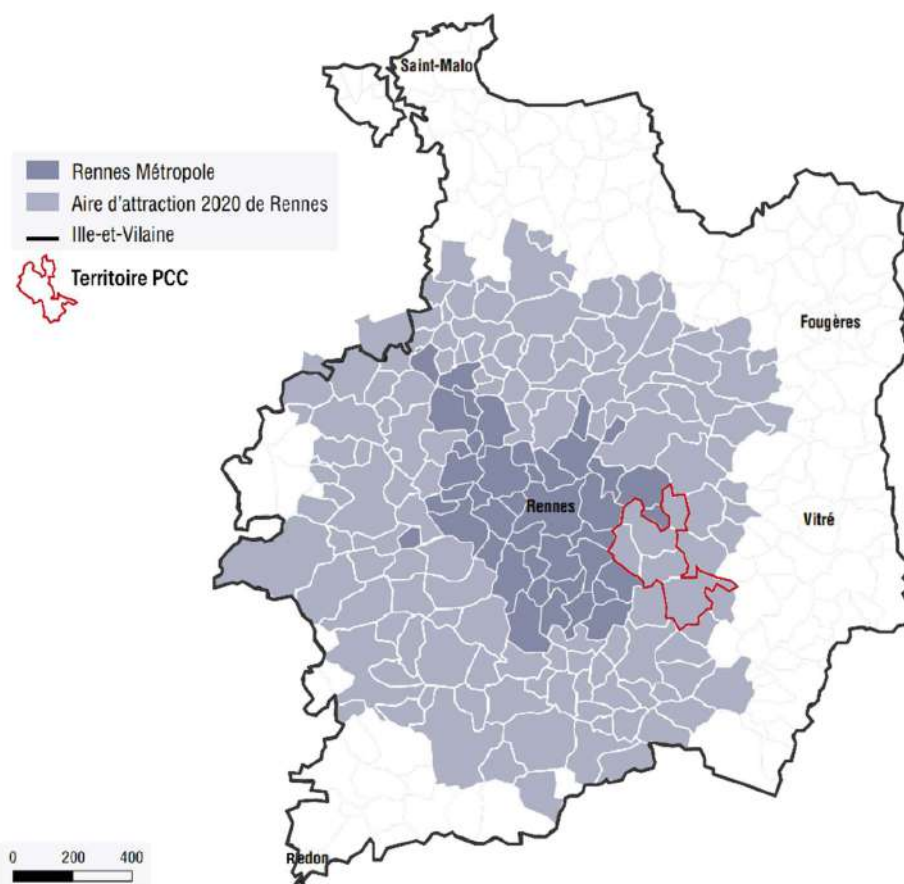 Saint-Malo
Rennes Métropole
Aire d'attraction 2020 de Rennes
Ille-et-Vilaine
Territoire PCC
Fougères
Rennes
Vitré
Redon
0 200 400